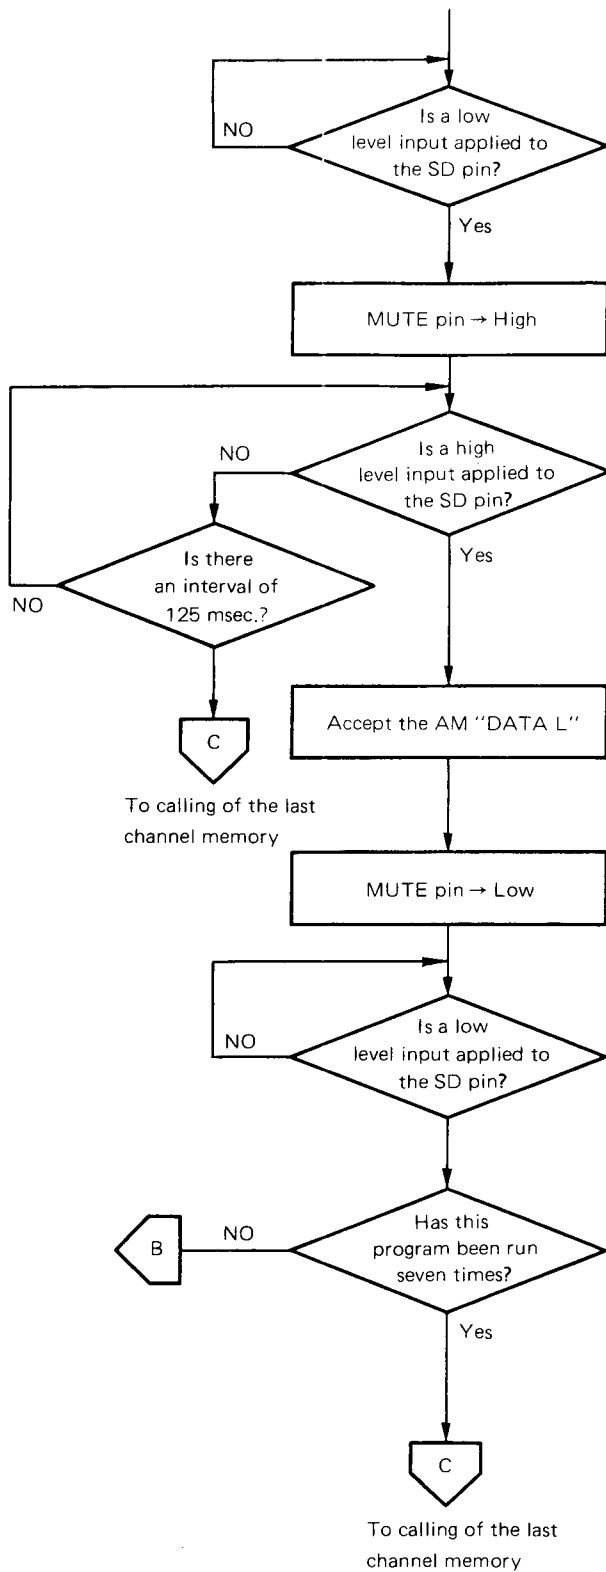 Is a low
level input applied to
the SD pin?
NO
Yes
MUTE pin → High
Is a high
level input applied to
the SD pin?
NO
Yes
Is there
an interval of
125 msec.?
NO
C
To calling of the last
channel memory
Accept the AM "DATA L"
MUTE pin → Low
Is a low
level input applied to
the SD pin?
NO
Has this
program been run
seven times?
NO
B
Yes
C
To calling of the last
channel memory